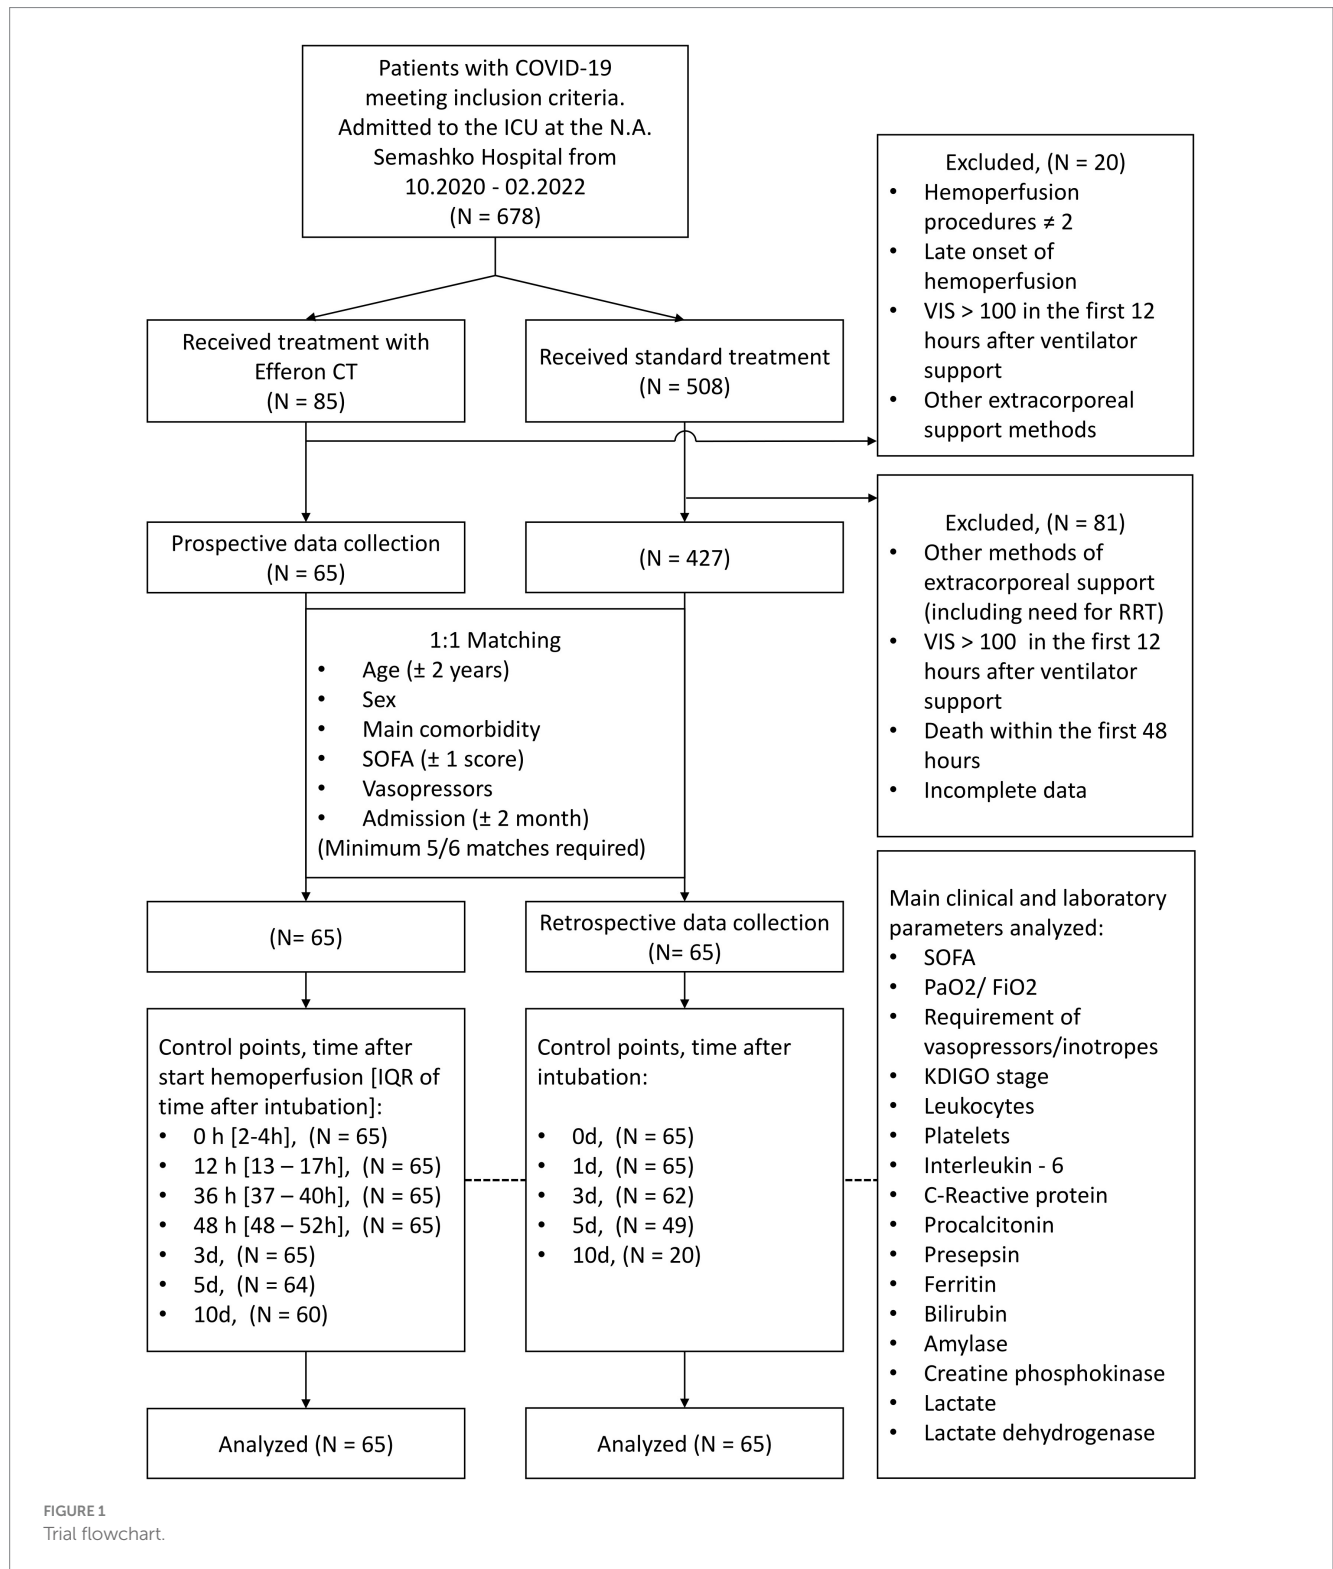 Patients with COVID-19
meeting inclusion criteria.
Admitted to the ICU at the N.A.
Semashko Hospital from
10.2020 - 02.2022
(N = 678)
Received treatment with
Efferon CT
(N = 85)
Received standard treatment
(N = 508)
Excluded, (N = 20)
• Hemoperfusion
procedures ≠ 2
• Late onset of
hemoperfusion
• VIS > 100 in the first 12
hours after ventilator
support
• Other extracorporeal
support methods
Prospective data collection
(N = 65)
(N = 427)
Excluded, (N = 81)
• Other methods of
extracorporeal support
(including need for RRT)
• VIS > 100 in the first 12
hours after ventilator
support
• Death within the first 48
hours
• Incomplete data
1:1 Matching
• Age (± 2 years)
• Sex
• Main comorbidity
• SOFA (± 1 score)
• Vasopressors
• Admission (± 2 month)
(Minimum 5/6 matches required)
(N= 65)
Retrospective data collection
(N= 65)
Control points, time after
start hemoperfusion [IQR of
time after intubation]:
• 0 h [2-4h], (N = 65)
• 12 h [13 – 17h], (N = 65)
• 36 h [37 – 40h], (N = 65)
• 48 h [48 – 52h], (N = 65)
• 3d, (N = 65)
• 5d, (N = 64)
• 10d, (N = 60)
Control points, time after
intubation:
• 0d, (N = 65)
• 1d, (N = 65)
• 3d, (N = 62)
• 5d, (N = 49)
• 10d, (N = 20)
Main clinical and laboratory
parameters analyzed:
• SOFA
• PaO2/ FiO2
• Requirement of
vasopressors/inotropes
• KDIGO stage
• Leukocytes
• Platelets
• Interleukin - 6
• C-Reactive protein
• Procalcitonin
• Presepsin
• Ferritin
• Bilirubin
• Amylase
• Creatine phosphokinase
• Lactate
• Lactate dehydrogenase
Analyzed (N = 65)
Analyzed (N = 65)
FIGURE 1
Trial flowchart.